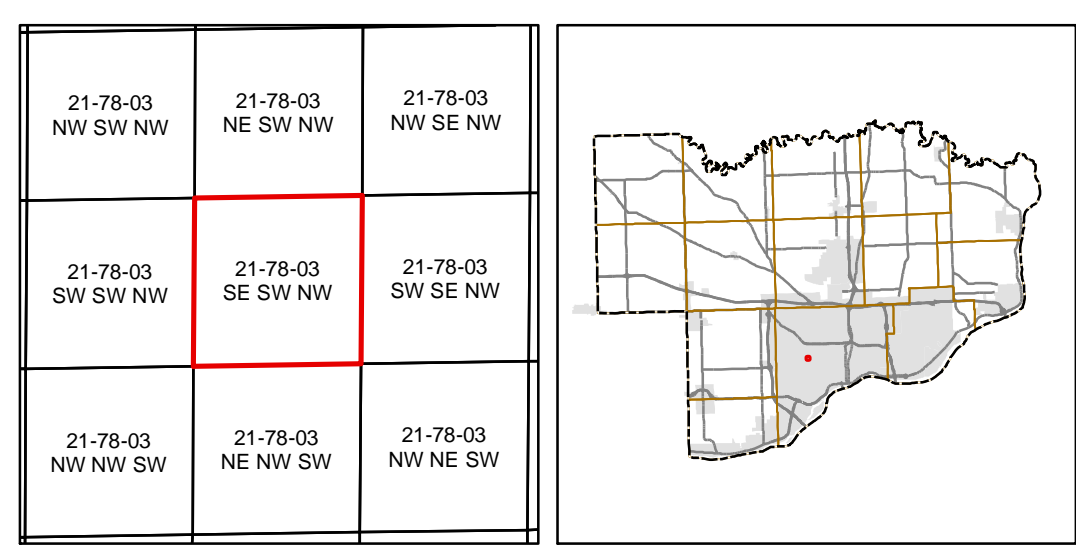 21-78-03
NW SW NW
21-78-03
NE SW NW
21-78-03
NW SE NW
21-78-03
SW SW NW
21-78-03
SE SW NW
21-78-03
SW SE NW
21-78-03
NW NW SW
21-78-03
NE NW SW
21-78-03
NW NE SW